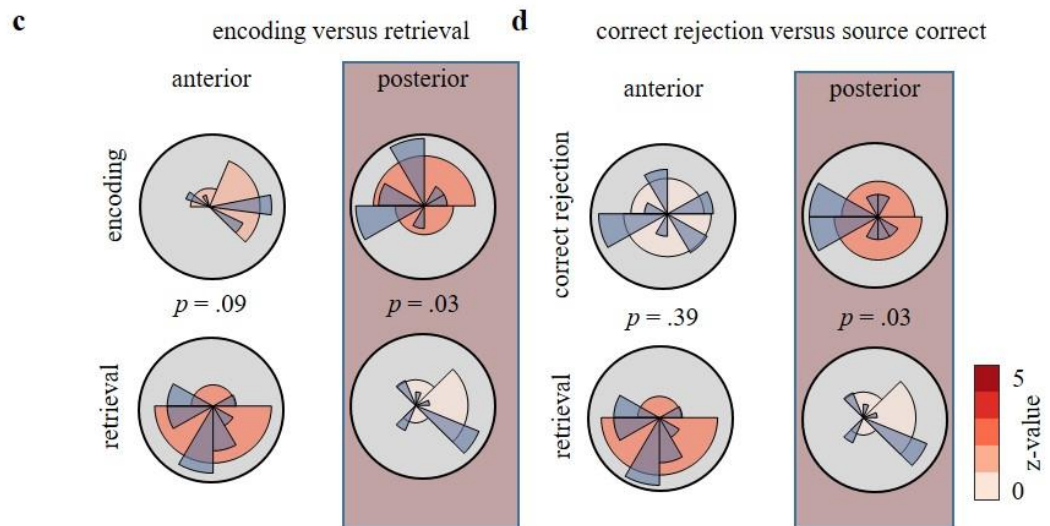 c
encoding versus retrieval
anterior
posterior
encoding
p = .09
p = .03
retrieval
d
correct rejection versus source correct
anterior
posterior
correct rejection
p = .39
p = .03
retrieval
5
0
z-value